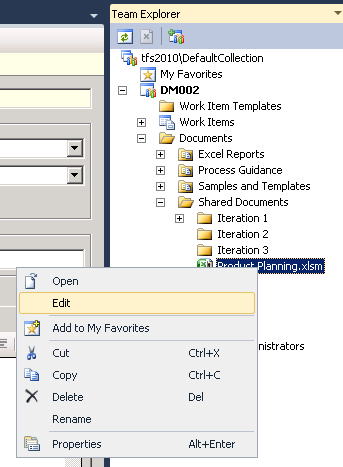 Team Explorer
tfs2010\DefaultCollection
My Favorites
DM002
Work Item Templates
Work Items
Documents
Excel Reports
Process Guidance
Samples and Templates
Shared Documents
Iteration 1
Iteration 2
Iteration 3
Product Planning.xlsm
Open
Edit
Add to My Favorites
Cut Ctrl+X
Copy Ctrl+C
Delete Del
Rename
Properties Alt+Enter